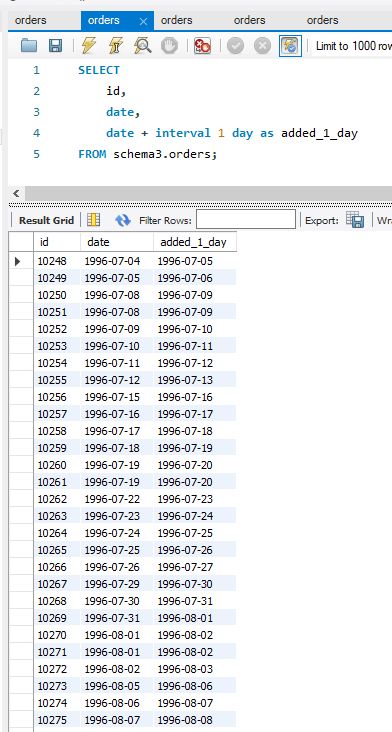 orders orders orders orders orders
Limit to 1000 row
1 SELECT
2 id,
3 date,
4 date + interval 1 day as added_1_day
5 FROM schema3.orders;
Result Grid Filter Rows: Export: Wra
id date added_1_day
10248 1996-07-04 1996-07-05
10249 1996-07-05 1996-07-06
10250 1996-07-08 1996-07-09
10251 1996-07-08 1996-07-09
10252 1996-07-09 1996-07-10
10253 1996-07-10 1996-07-11
10254 1996-07-11 1996-07-12
10255 1996-07-12 1996-07-13
10256 1996-07-15 1996-07-16
10257 1996-07-16 1996-07-17
10258 1996-07-17 1996-07-18
10259 1996-07-18 1996-07-19
10260 1996-07-19 1996-07-20
10261 1996-07-19 1996-07-20
10262 1996-07-22 1996-07-23
10263 1996-07-23 1996-07-24
10264 1996-07-24 1996-07-25
10265 1996-07-25 1996-07-26
10266 1996-07-26 1996-07-27
10267 1996-07-29 1996-07-30
10268 1996-07-30 1996-07-31
10269 1996-07-31 1996-08-01
10270 1996-08-01 1996-08-02
10271 1996-08-01 1996-08-02
10272 1996-08-02 1996-08-03
10273 1996-08-05 1996-08-06
10274 1996-08-06 1996-08-07
10275 1996-08-07 1996-08-08